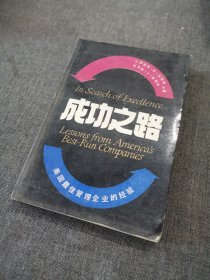 In Search of Excellence
成功之路
Lessons from America's
Best-Run Companies
美国最佳管理企业的经验